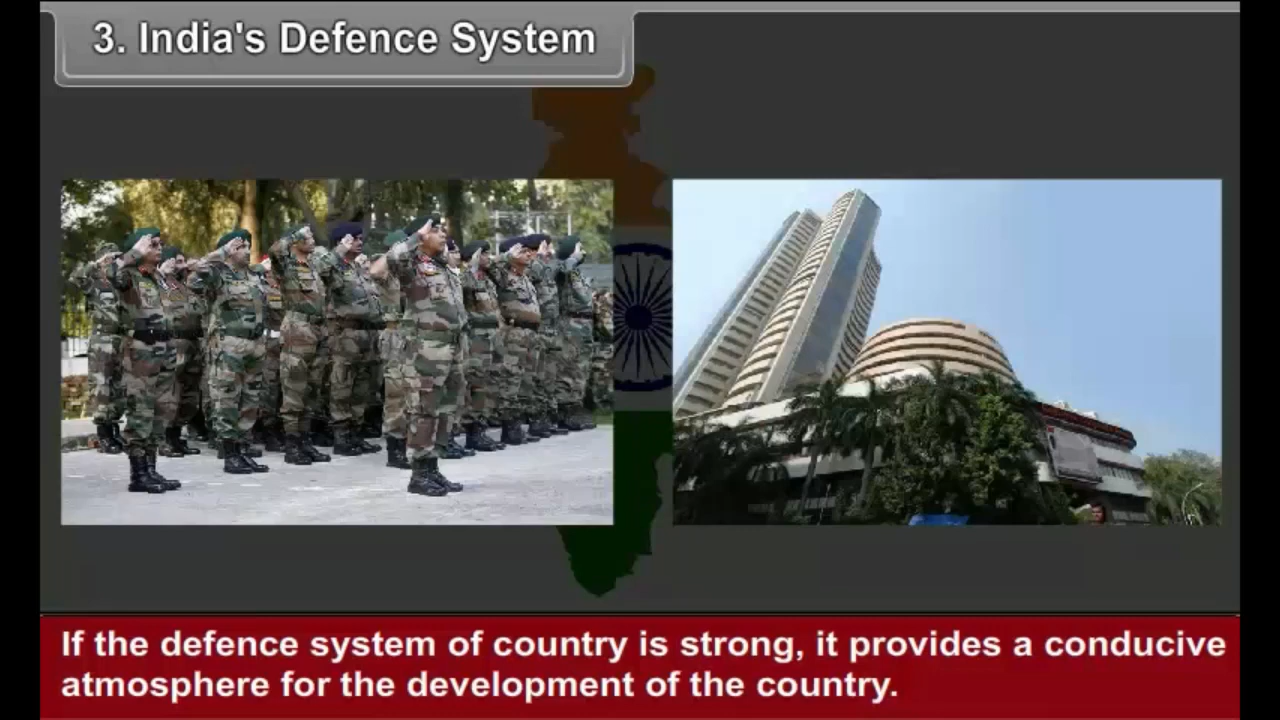 3. India's Defence System
If the defence system of country is strong, it provides a conducive
atmosphere for the development of the country.